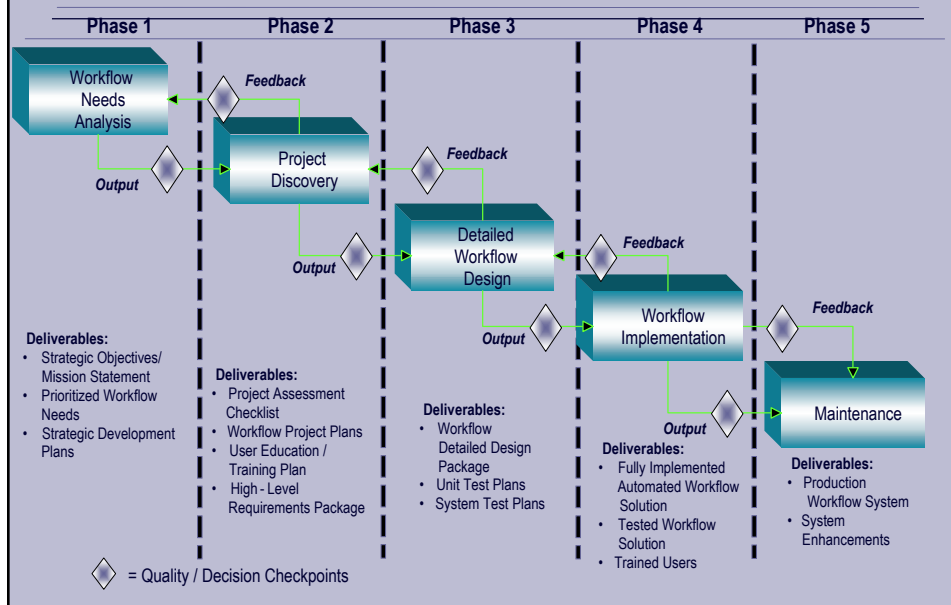 Phase 1
Phase 2
Phase 3
Phase 4
Phase 5
Workflow
Needs
Analysis
Feedback
Output
Project
Discovery
Feedback
Output
Detailed
Workflow
Design
Feedback
Output
Workflow
Implementation
Feedback
Output
Maintenance
Deliverables:
• Strategic Objectives/
Mission Statement
• Prioritized Workflow
Needs
• Strategic Development
Plans
Deliverables:
• Project Assessment
Checklist
• Workflow Project Plans
• User Education /
Training Plan
• High - Level
Requirements Package
Deliverables:
• Workflow
Detailed Design
Package
• Unit Test Plans
• System Test Plans
Deliverables:
• Fully Implemented
Automated Workflow
Solution
• Tested Workflow
Solution
• Trained Users
Deliverables:
• Production
Workflow System
• System
Enhancements
= Quality / Decision Checkpoints